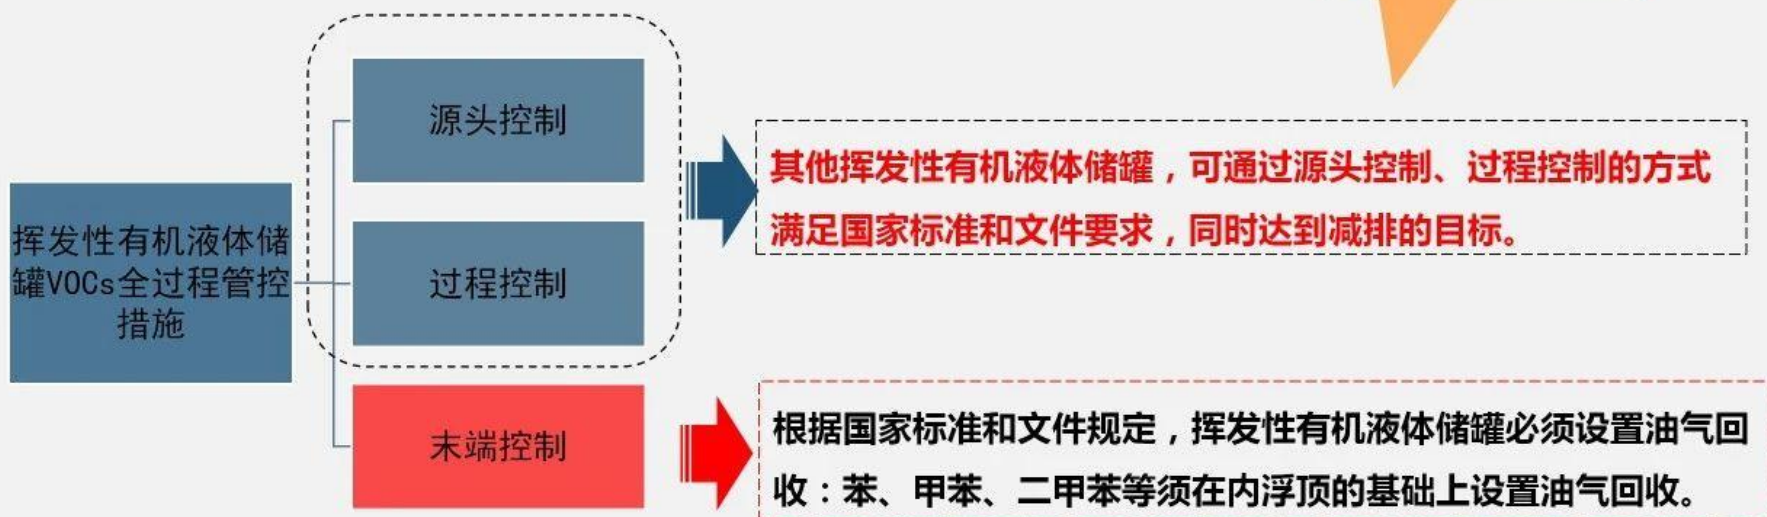 源头控制
其他挥发性有机液体储罐，可通过源头控制、过程控制的方式
满足国家标准和文件要求，同时达到减排的目标。
挥发性有机液体储
罐VOCs全过程管控
措施
过程控制
末端控制
根据国家标准和文件规定，挥发性有机液体储罐必须设置油气回
收：苯、甲苯、二甲苯等须在内浮顶的基础上设置油气回收。